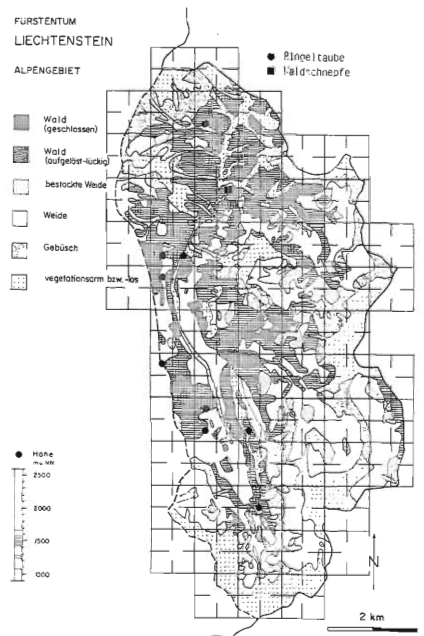 FÜRSTENTUM
LIECHTENSTEIN
ALPENGEBIET
Ringeltaube
Waldschnepfe
Wald
(geschlossen)
Wald
(aufgelöst-lückig)
bestockte Weide
Weide
Gebüsch
vegetationsarm bzw. -los
Höhe
m ü. NN
2500
2000
1500
1000
N
2 km